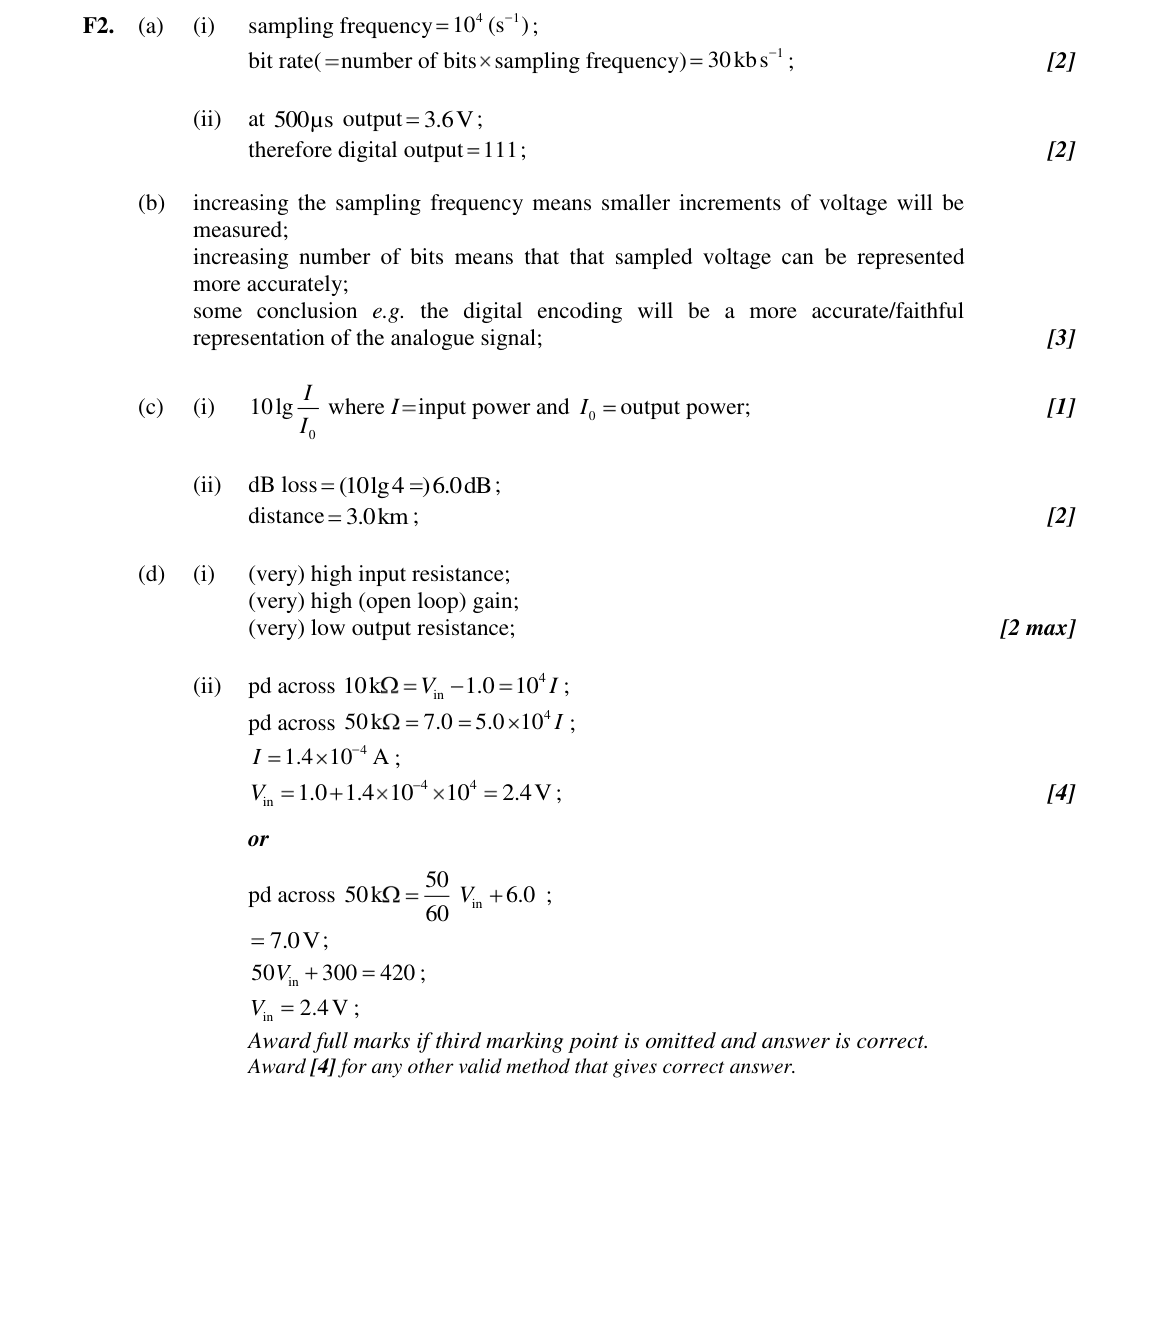 F2. (a) (i) sampling frequency = 10⁴ (s⁻¹);
bit rate(=number of bits × sampling frequency) = 30 kb s⁻¹; [2]
(ii) at 500 μs output = 3.6 V;
therefore digital output = 111; [2]
(b) increasing the sampling frequency means smaller increments of voltage will be
measured;
increasing number of bits means that that sampled voltage can be represented
more accurately;
some conclusion e.g. the digital encoding will be a more accurate/faithful
representation of the analogue signal; [3]
(c) (i) 10 lg I/I₀ where I = input power and I₀ = output power; [1]
(ii) dB loss = (10 lg 4 =) 6.0 dB;
distance = 3.0 km; [2]
(d) (i) (very) high input resistance;
(very) high (open loop) gain;
(very) low output resistance; [2 max]
(ii) pd across 10 kΩ = V_in − 1.0 = 10⁴ I;
pd across 50 kΩ = 7.0 = 5.0 × 10⁴ I;
I = 1.4 × 10⁻⁴ A;
V_in = 1.0 + 1.4 × 10⁻⁴ × 10⁴ = 2.4 V; [4]
or
pd across 50 kΩ = 50/60 V_in + 6.0 ;
= 7.0 V;
50V_in + 300 = 420;
V_in = 2.4 V;
Award full marks if third marking point is omitted and answer is correct.
Award [4] for any other valid method that gives correct answer.